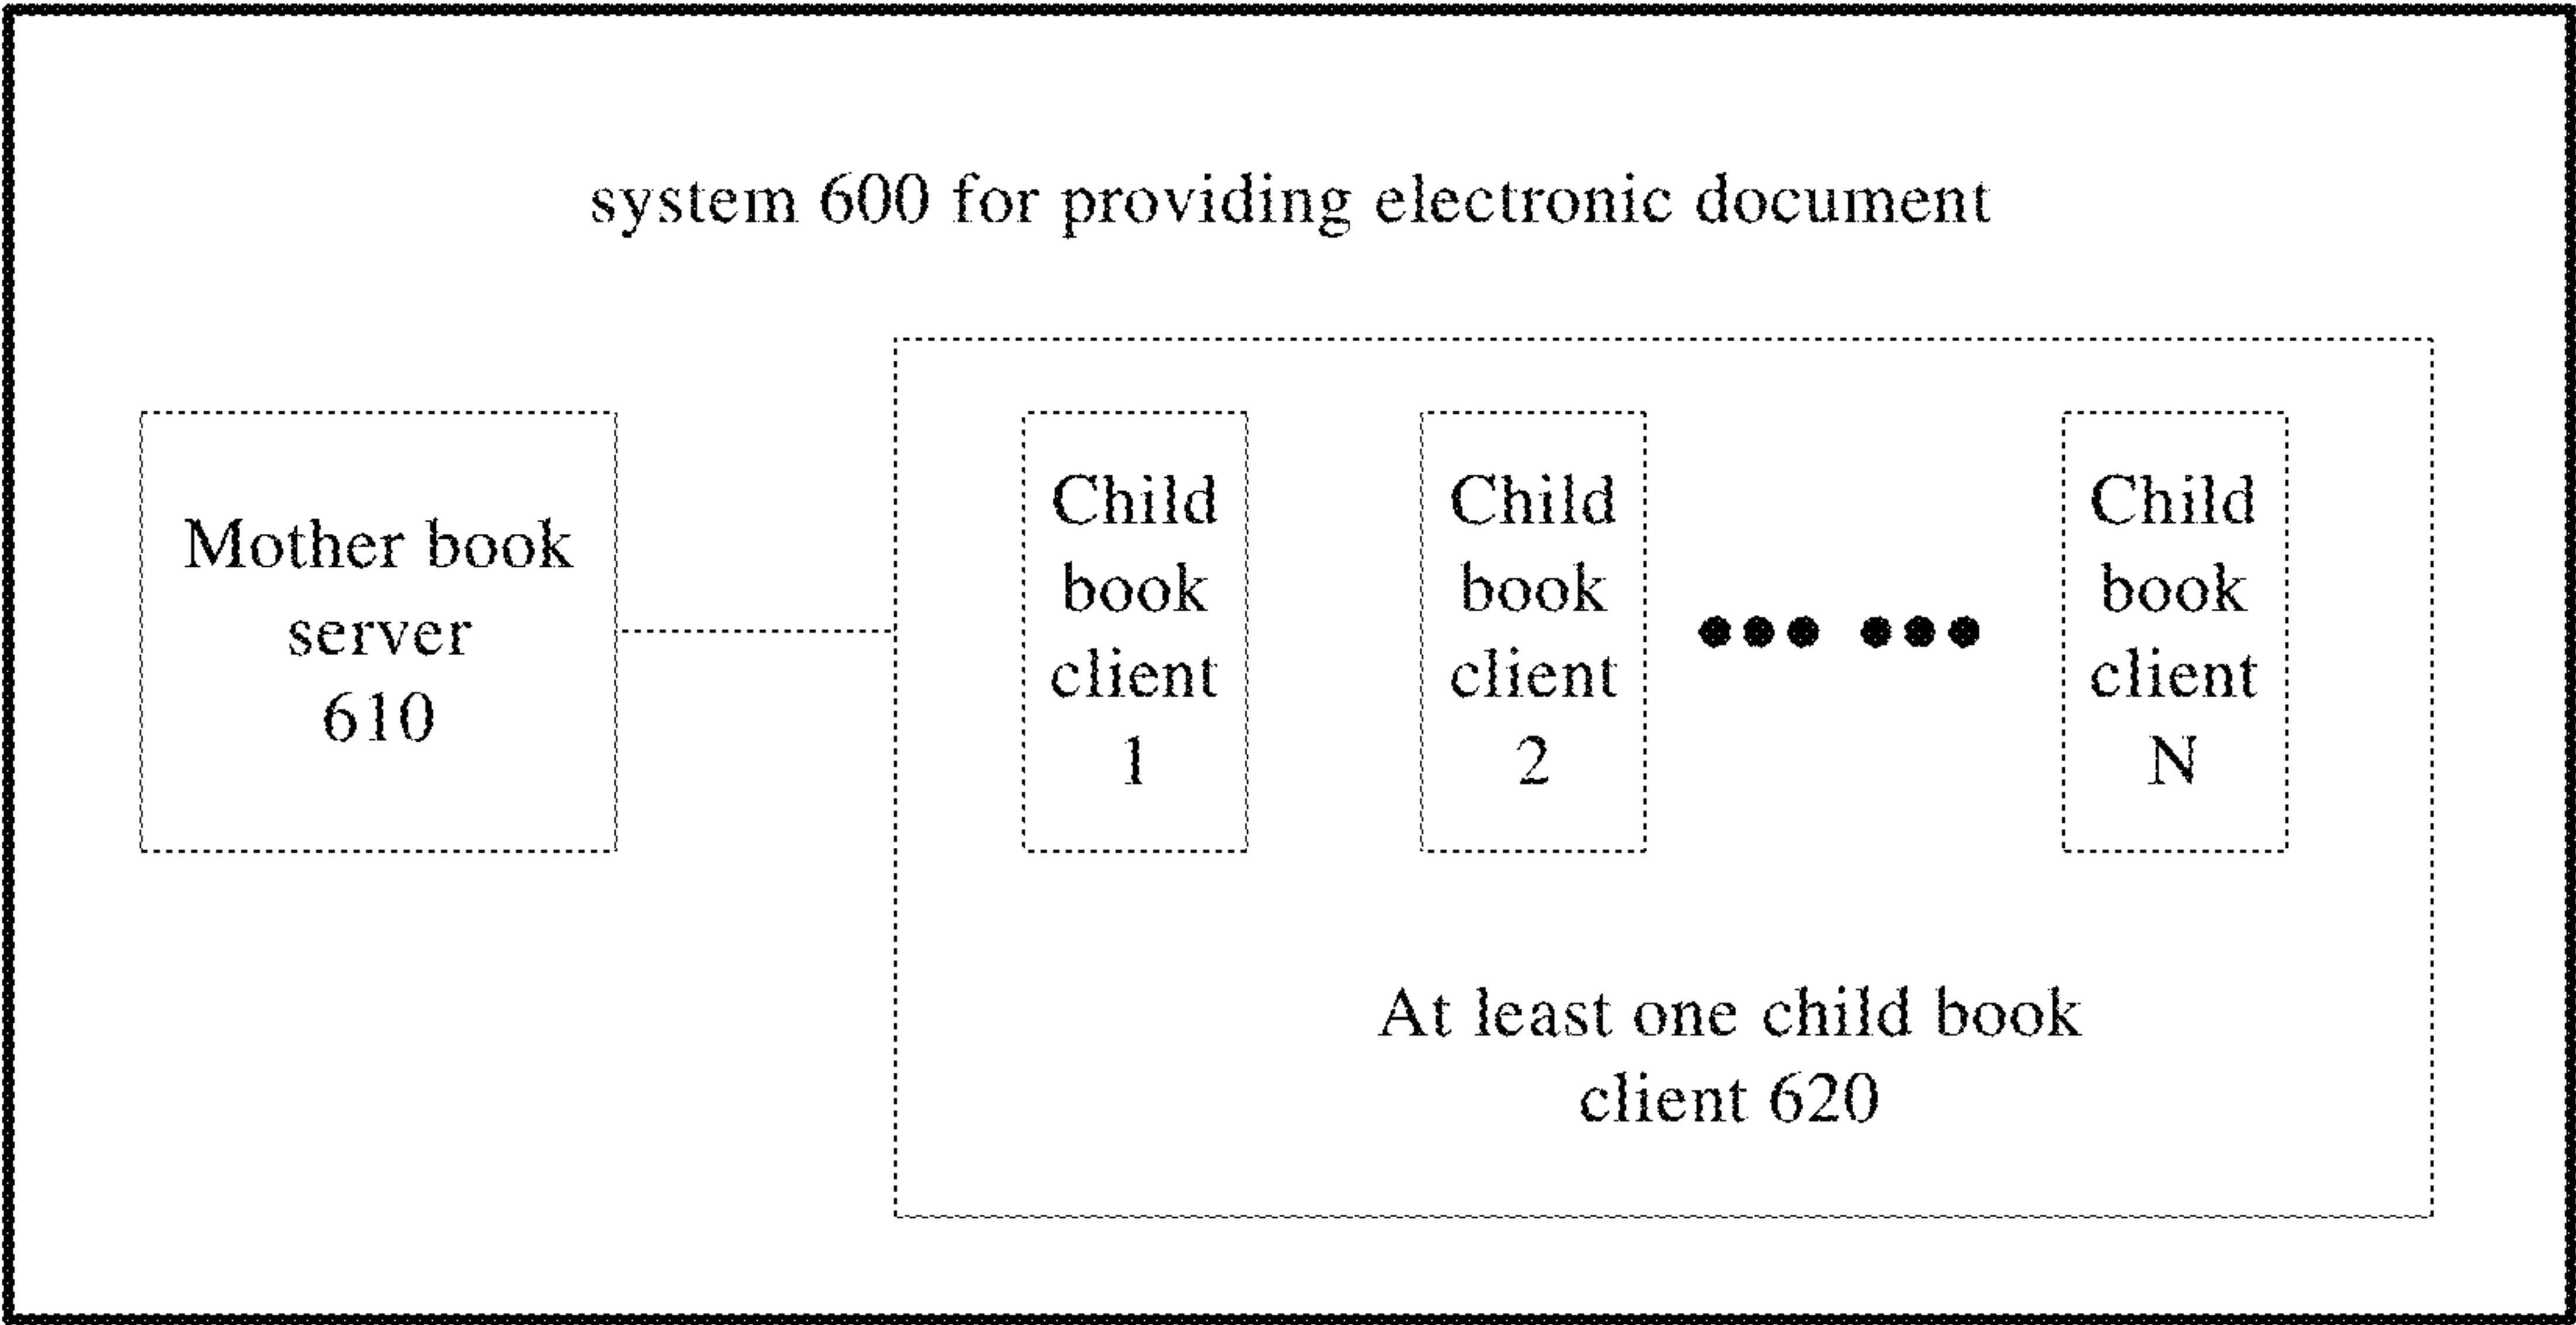 system 600 for providing electronic document
Mother book
server
610
Child
book
client
1
Child
book
client
2
Child
book
client
N
At least one child book
client 620